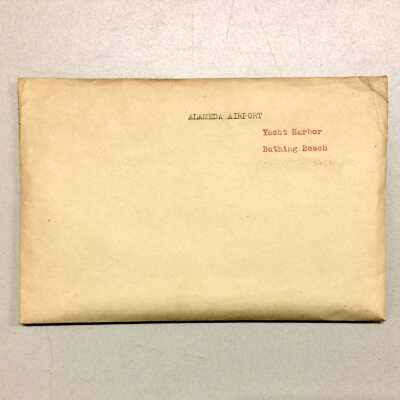 ALAMEDA AIRPORT
Yacht Harbor
Bathing Beach